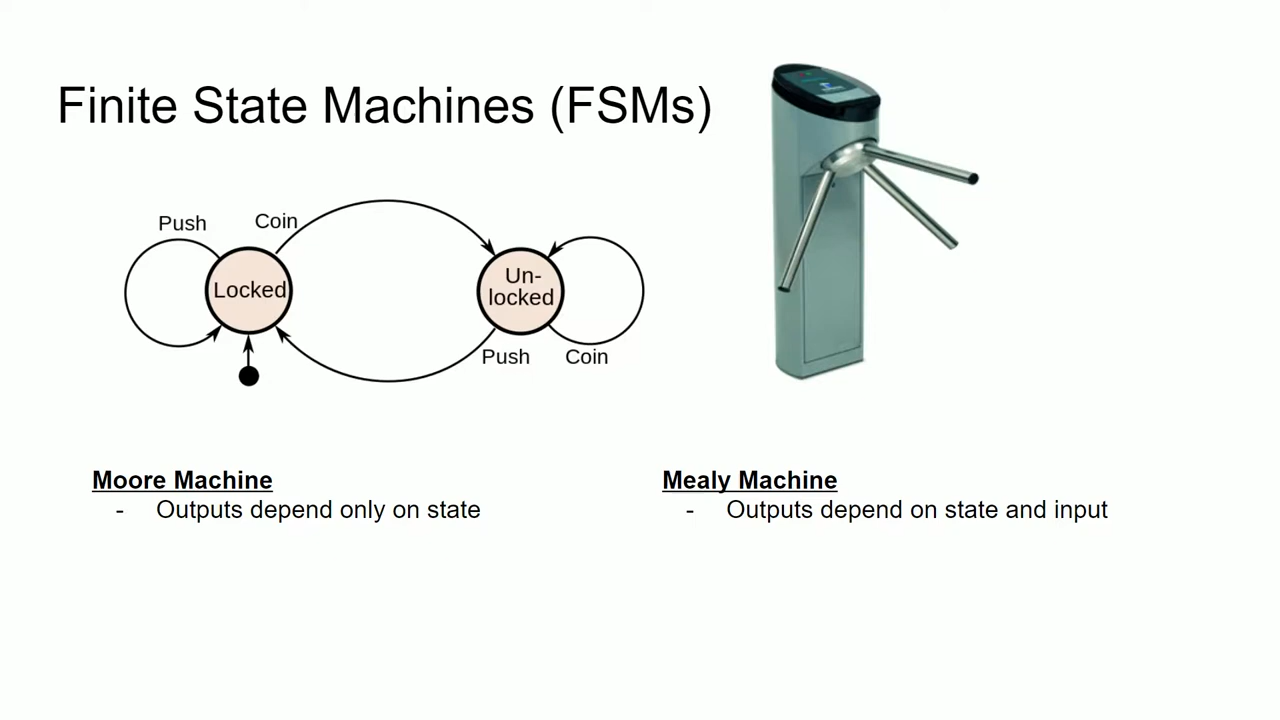 Finite State Machines (FSMs)
Push
Coin
Locked
Un-
locked
Push
Coin
Moore Machine
- Outputs depend only on state
Mealy Machine
- Outputs depend on state and input